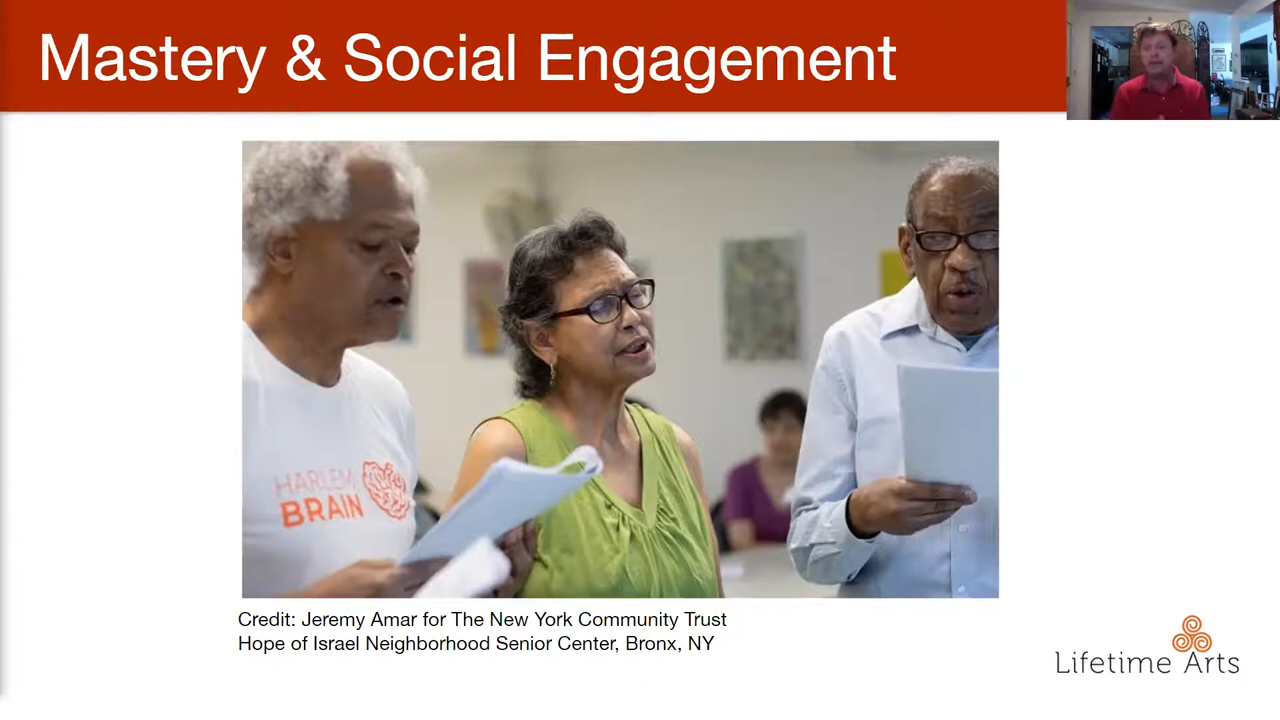 Mastery & Social Engagement
HARLEM
BRAIN
Credit: Jeremy Amar for The New York Community Trust
Hope of Israel Neighborhood Senior Center, Bronx, NY
Lifetime Arts